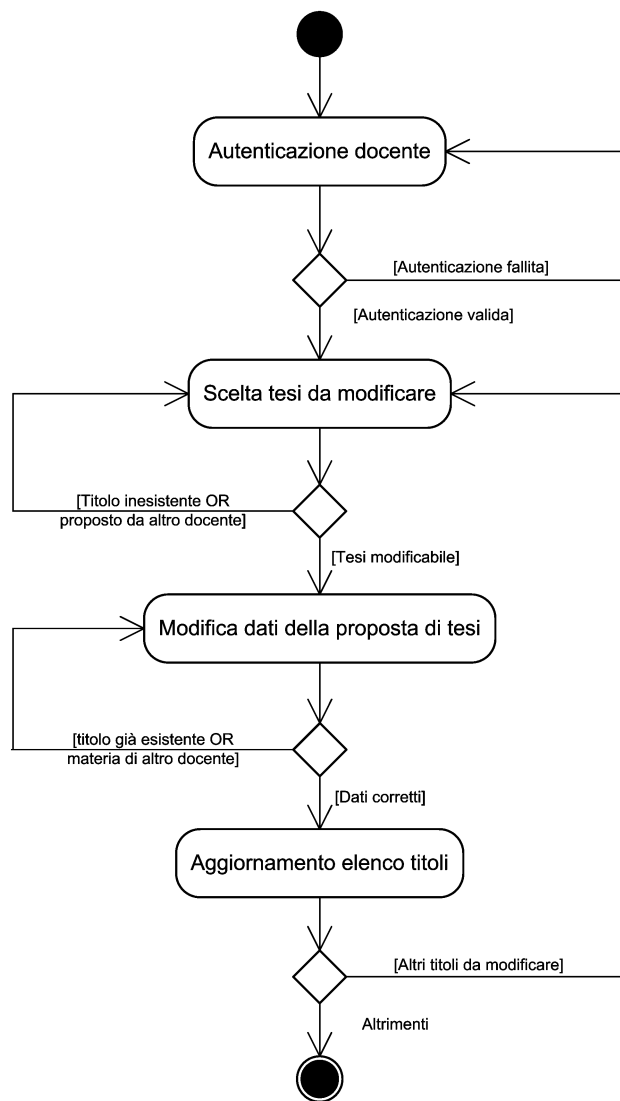 Autenticazione docente
[Autenticazione fallita]
[Autenticazione valida]
Scelta tesi da modificare
[Titolo inesistente OR
proposto da altro docente]
[Tesi modificabile]
Modifica dati della proposta di tesi
[titolo già esistente OR
materia di altro docente]
[Dati corretti]
Aggiornamento elenco titoli
[Altri titoli da modificare]
Altrimenti